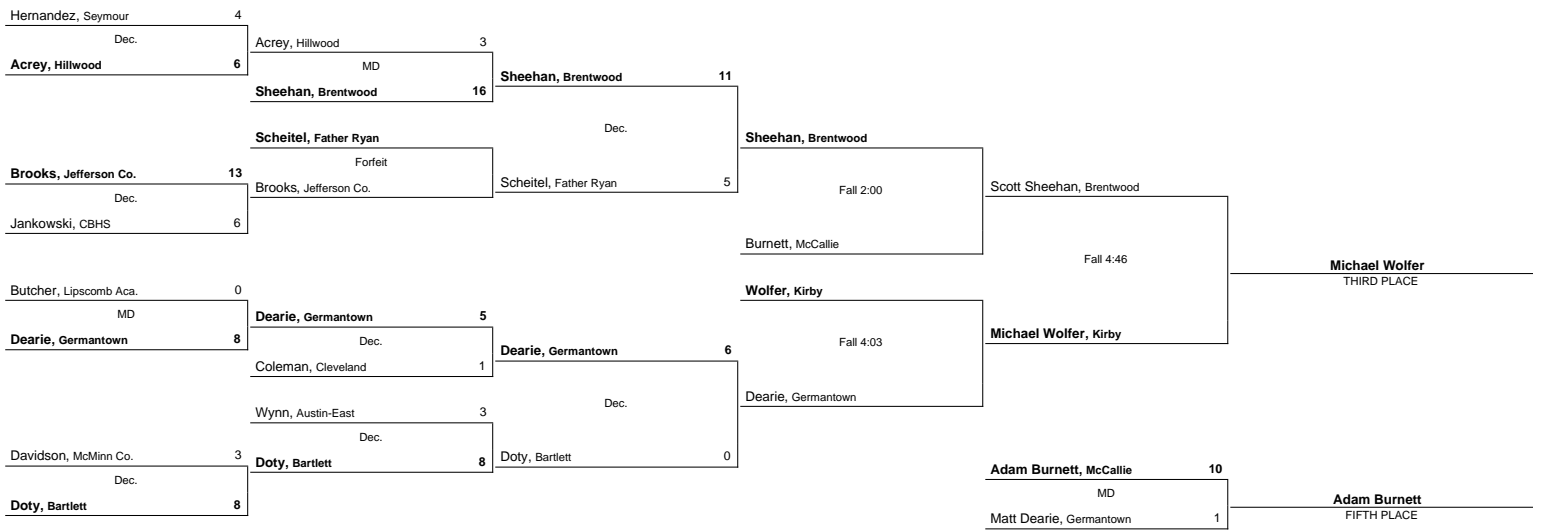 Hernandez, Seymour 4
Dec.
Acrey, Hillwood 6
Brooks, Jefferson Co. 13
Dec.
Jankowski, CBHS 6
Butcher, Lipscomb Aca. 0
MD
Dearie, Germantown 8
Davidson, McMinn Co. 3
Dec.
Doty, Bartlett 8
Acrey, Hillwood 3
MD
Sheehan, Brentwood 16
Scheitel, Father Ryan
Forfeit
Brooks, Jefferson Co.
Dearie, Germantown 5
Dec.
Coleman, Cleveland 1
Wynn, Austin-East 3
Dec.
Doty, Bartlett 8
Sheehan, Brentwood 11
Dec.
Scheitel, Father Ryan 5
Dearie, Germantown 6
Dec.
Doty, Bartlett 0
Sheehan, Brentwood
Fall 2:00
Burnett, McCallie
Wolfer, Kirby
Fall 4:03
Dearie, Germantown
Scott Sheehan, Brentwood
Fall 4:46
Michael Wolfer, Kirby
Michael Wolfer
THIRD PLACE
Adam Burnett, McCallie 10
MD
Matt Dearie, Germantown 1
Adam Burnett
FIFTH PLACE